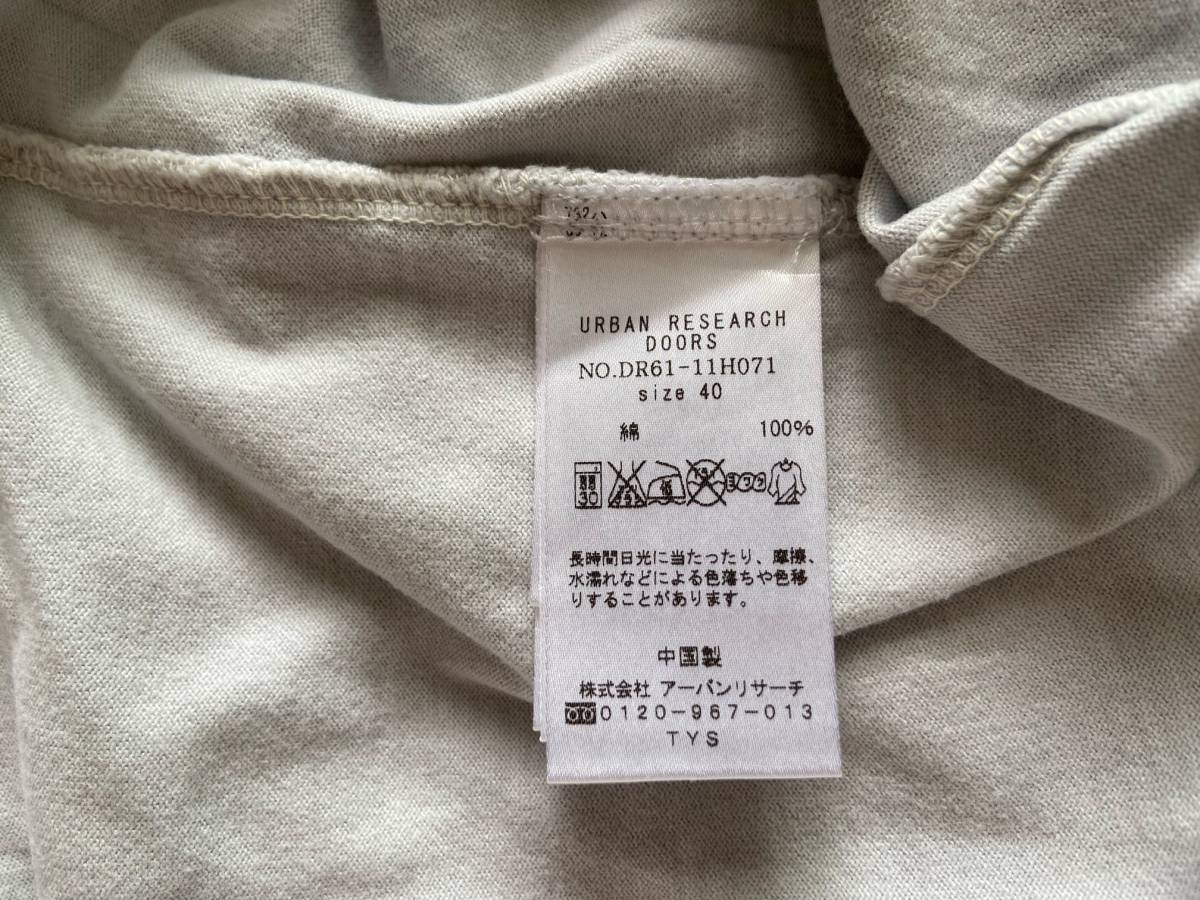 URBAN RESEARCH
DOORS
NO.DR61-11H071
size 40
綿 100%
30 低
長時間日光に当たったり、摩擦、
水濡れなどによる色落ちや色移
りすることがあります。
中国製
株式会社 アーバンリサーチ
0120-967-013
TYS